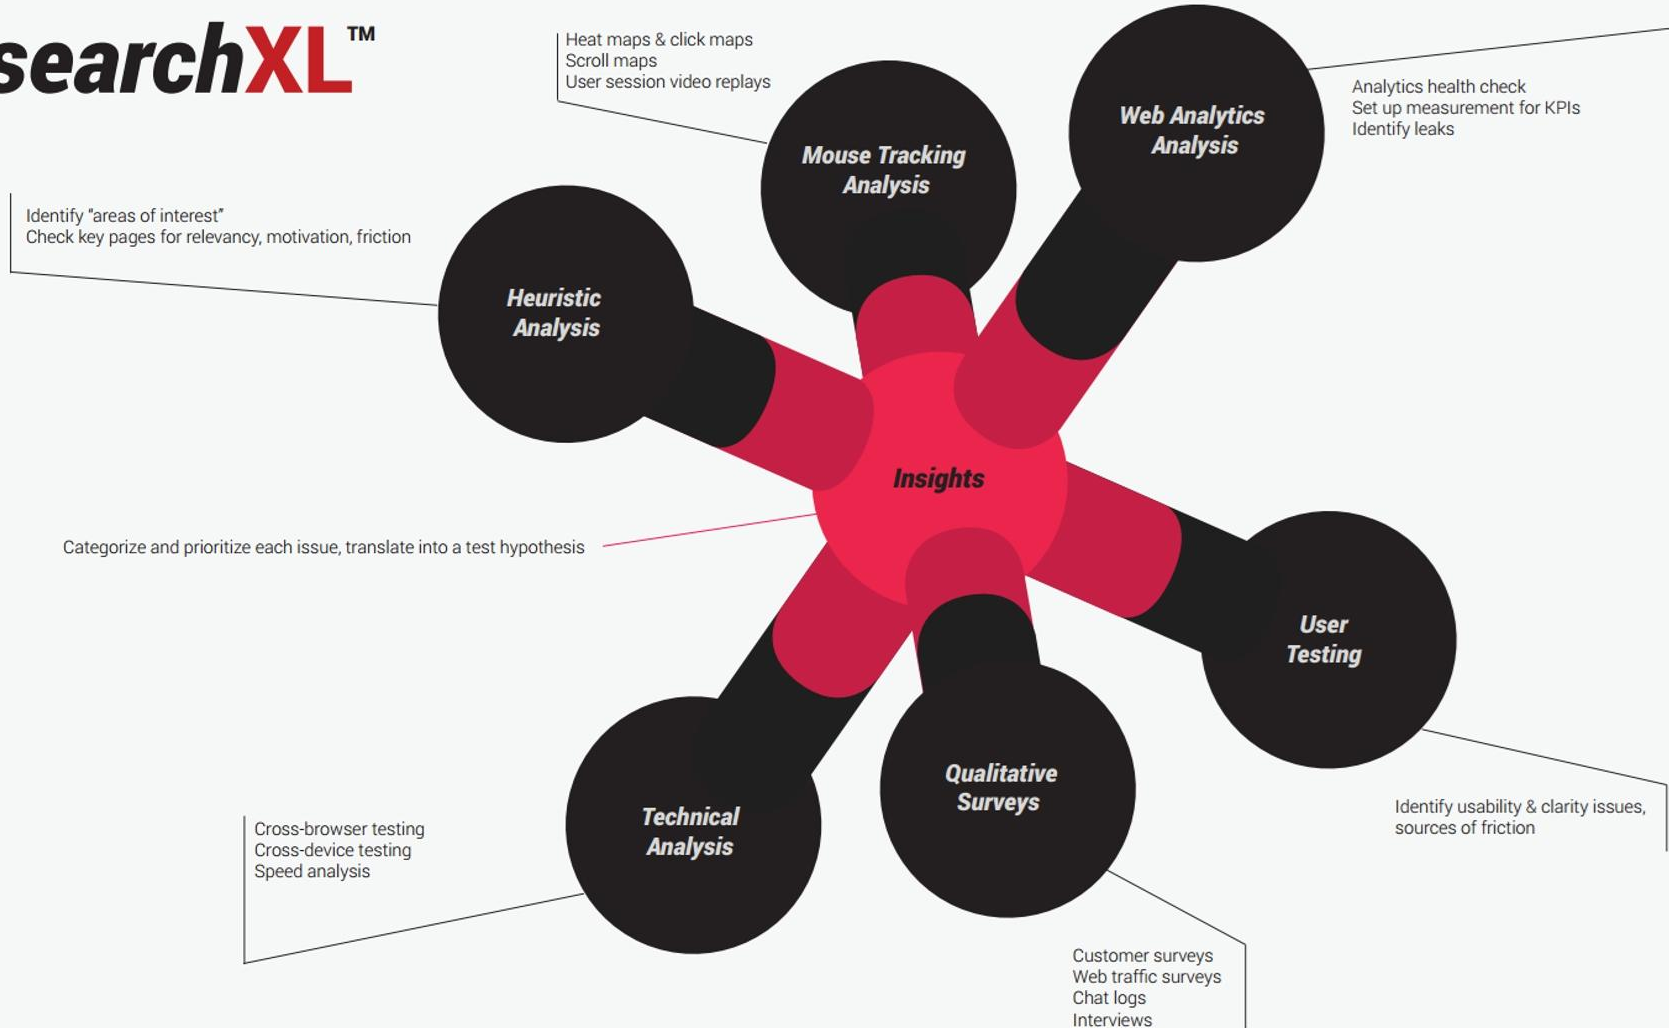 searchXL™
Heat maps & click maps
Scroll maps
User session video replays
Mouse Tracking
Analysis
Web Analytics
Analysis
Analytics health check
Set up measurement for KPIs
Identify leaks
Identify “areas of interest”
Check key pages for relevancy, motivation, friction
Heuristic
Analysis
Insights
Categorize and prioritize each issue, translate into a test hypothesis
User
Testing
Identify usability & clarity issues,
sources of friction
Qualitative
Surveys
Technical
Analysis
Cross-browser testing
Cross-device testing
Speed analysis
Customer surveys
Web traffic surveys
Chat logs
Interviews